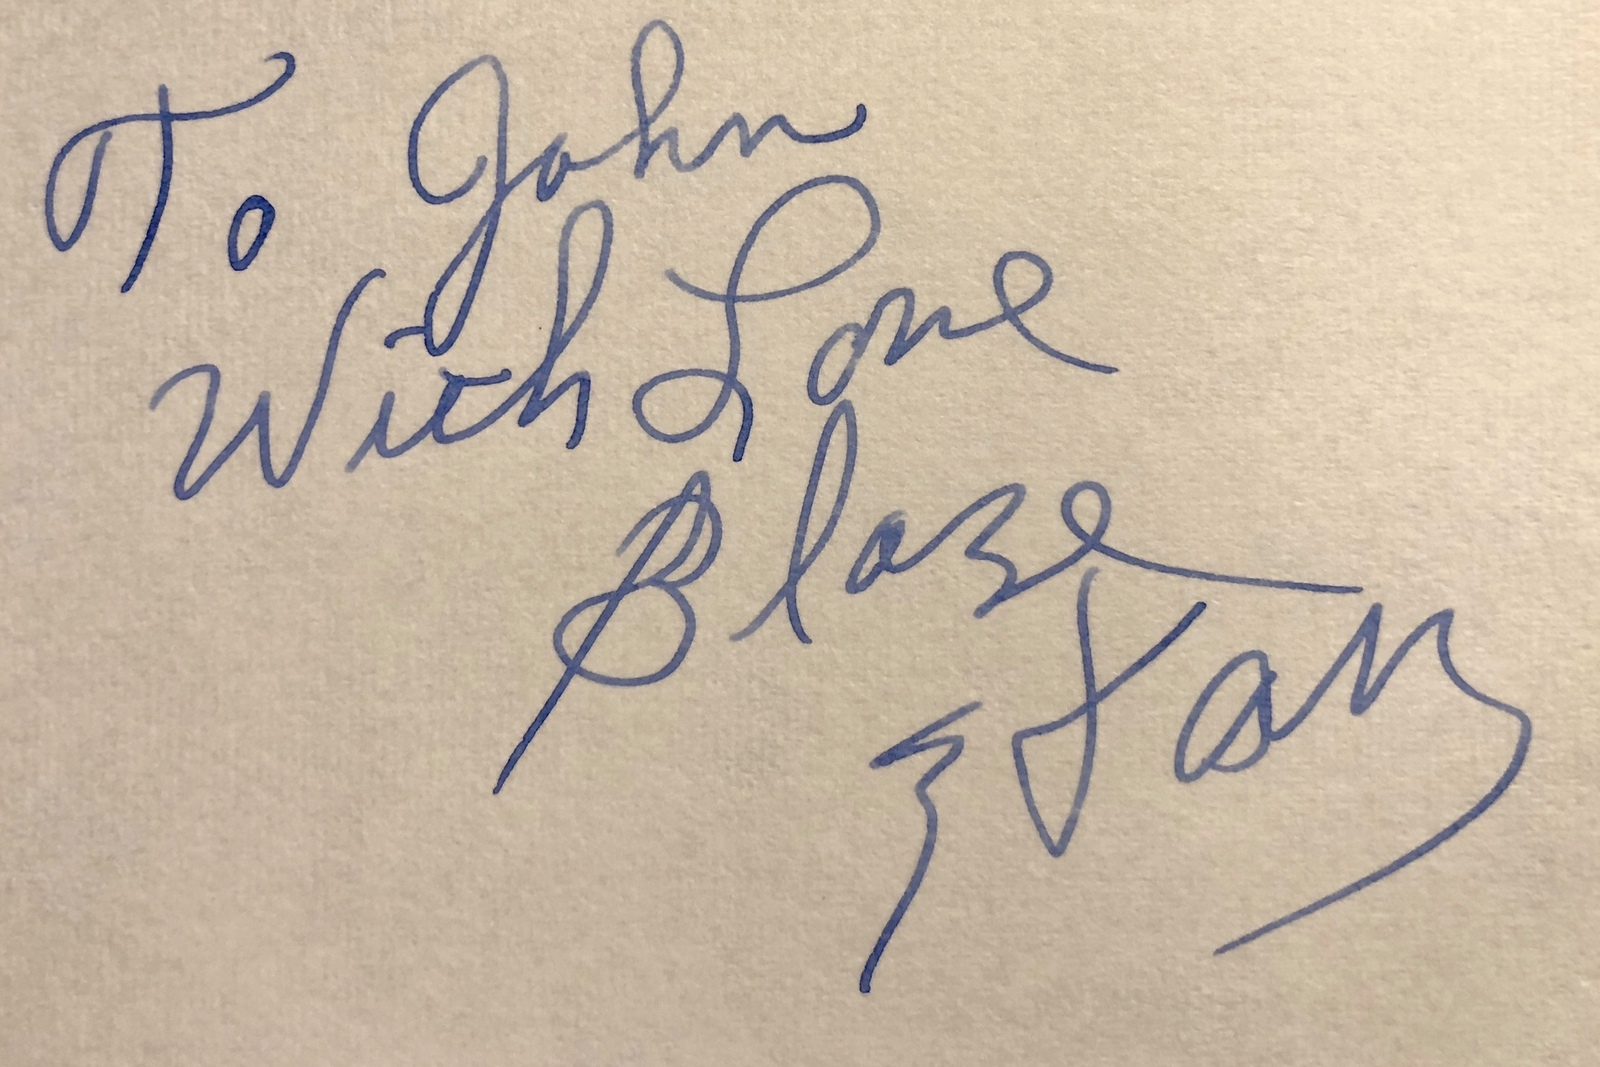 To John
With Love
Blaze
Starr